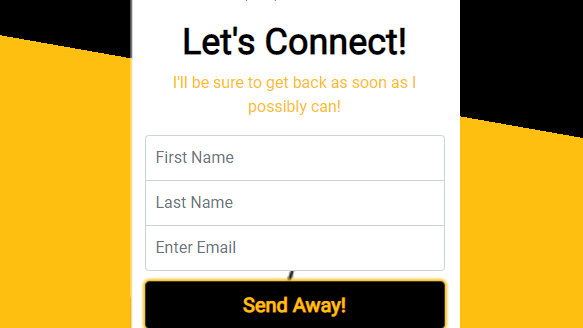 Let's Connect!
I'll be sure to get back as soon as I
possibly can!
First Name
Last Name
Enter Email
Send Away!